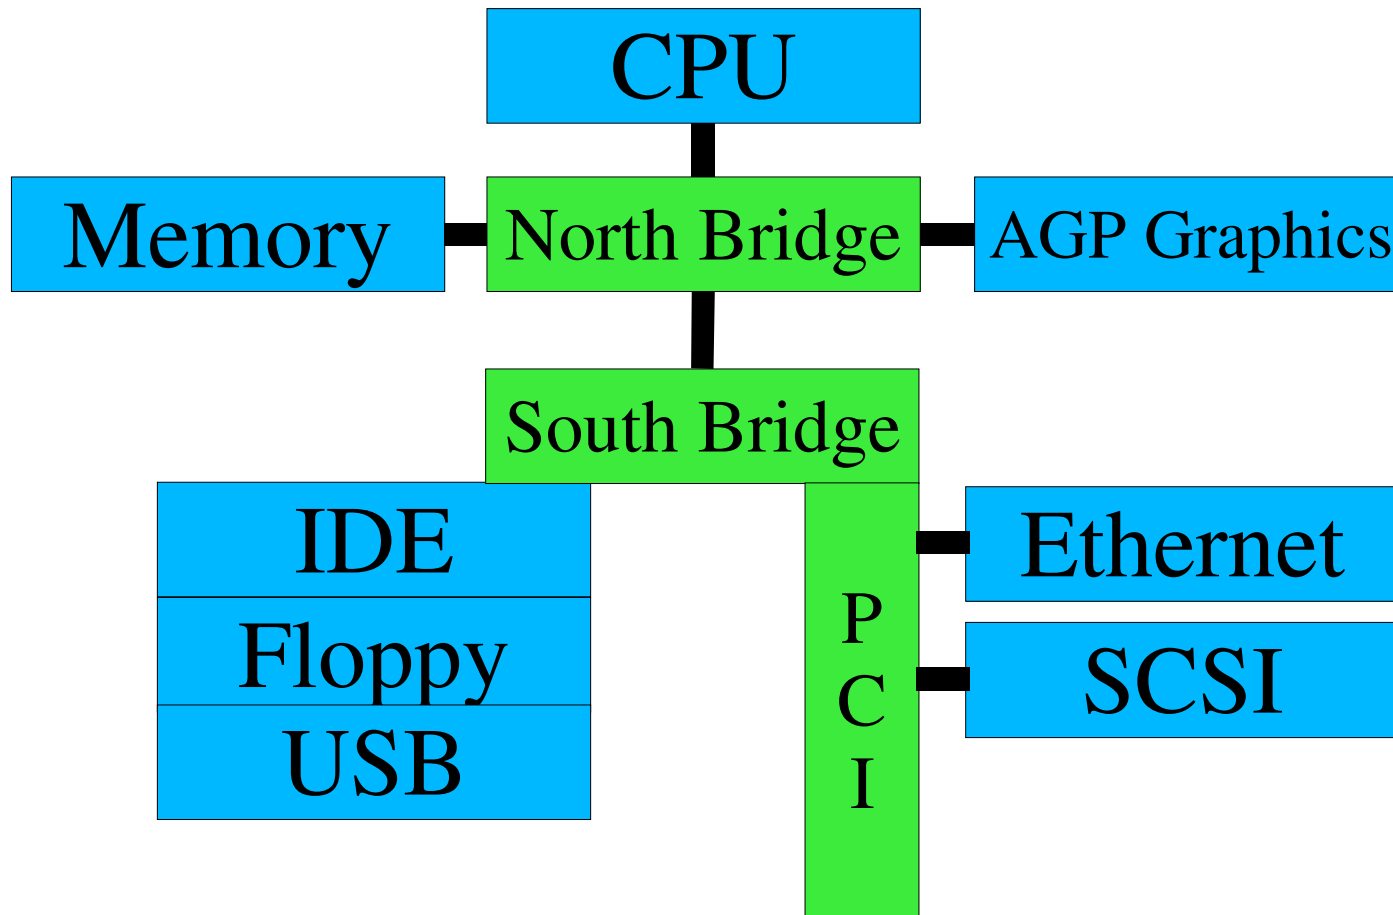 CPU
Memory
North Bridge
AGP Graphics
South Bridge
IDE
Floppy
USB
P
C
I
Ethernet
SCSI